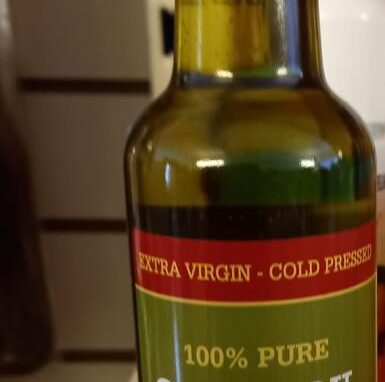 EXTRA VIRGIN - COLD PRESSED
100% PURE